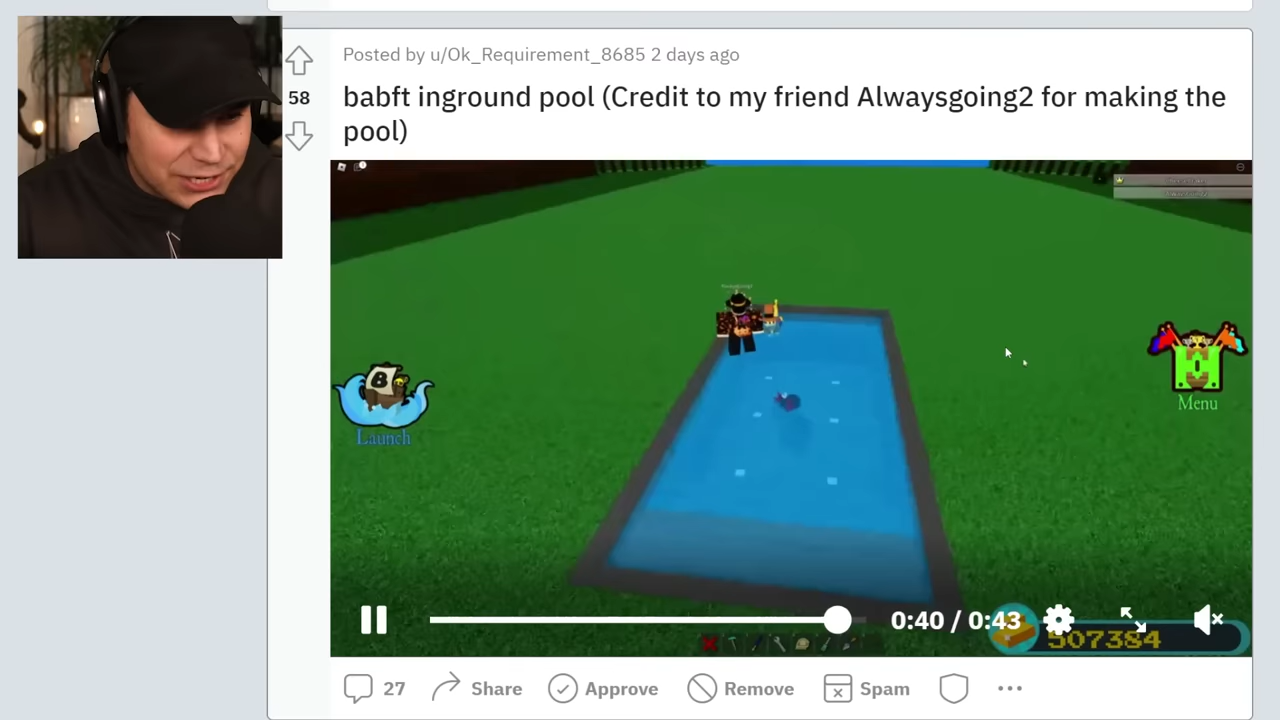 Posted by u/Ok_Requirement_8685 2 days ago
58
babft inground pool (Credit to my friend Alwaysgoing2 for making the
pool)
B
Launch
Menu
0:40 / 0:43
507384
27
Share
Approve
Remove
Spam